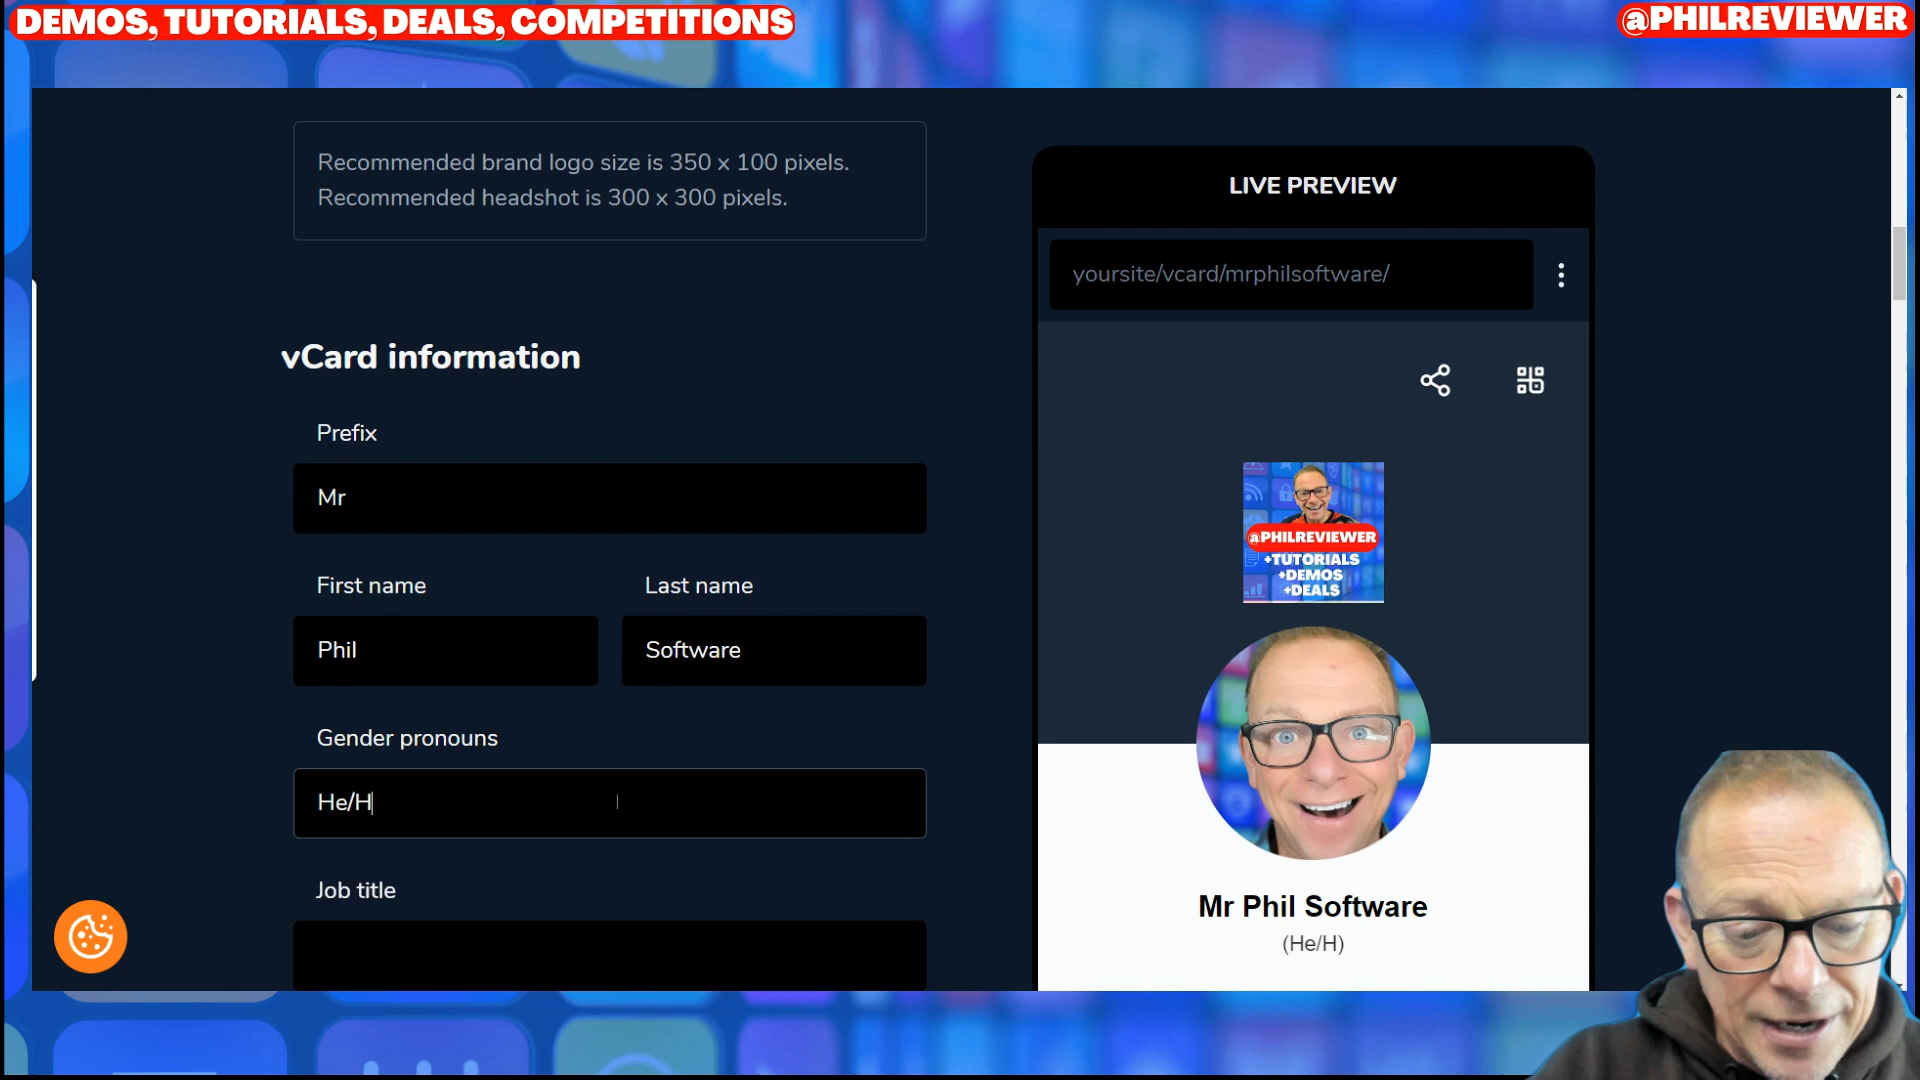 DEMOS, TUTORIALS, DEALS, COMPETITIONS
@PHILREVIEWER
Recommended brand logo size is 350 x 100 pixels.
Recommended headshot is 300 x 300 pixels.
vCard information
Prefix
Mr
First name
Last name
Phil
Software
Gender pronouns
He/H
Job title
LIVE PREVIEW
yoursite/vcard/mrphilsoftware/
@PHILREVIEWER
+TUTORIALS
+DEMOS
+DEALS
Mr Phil Software
(He/H)